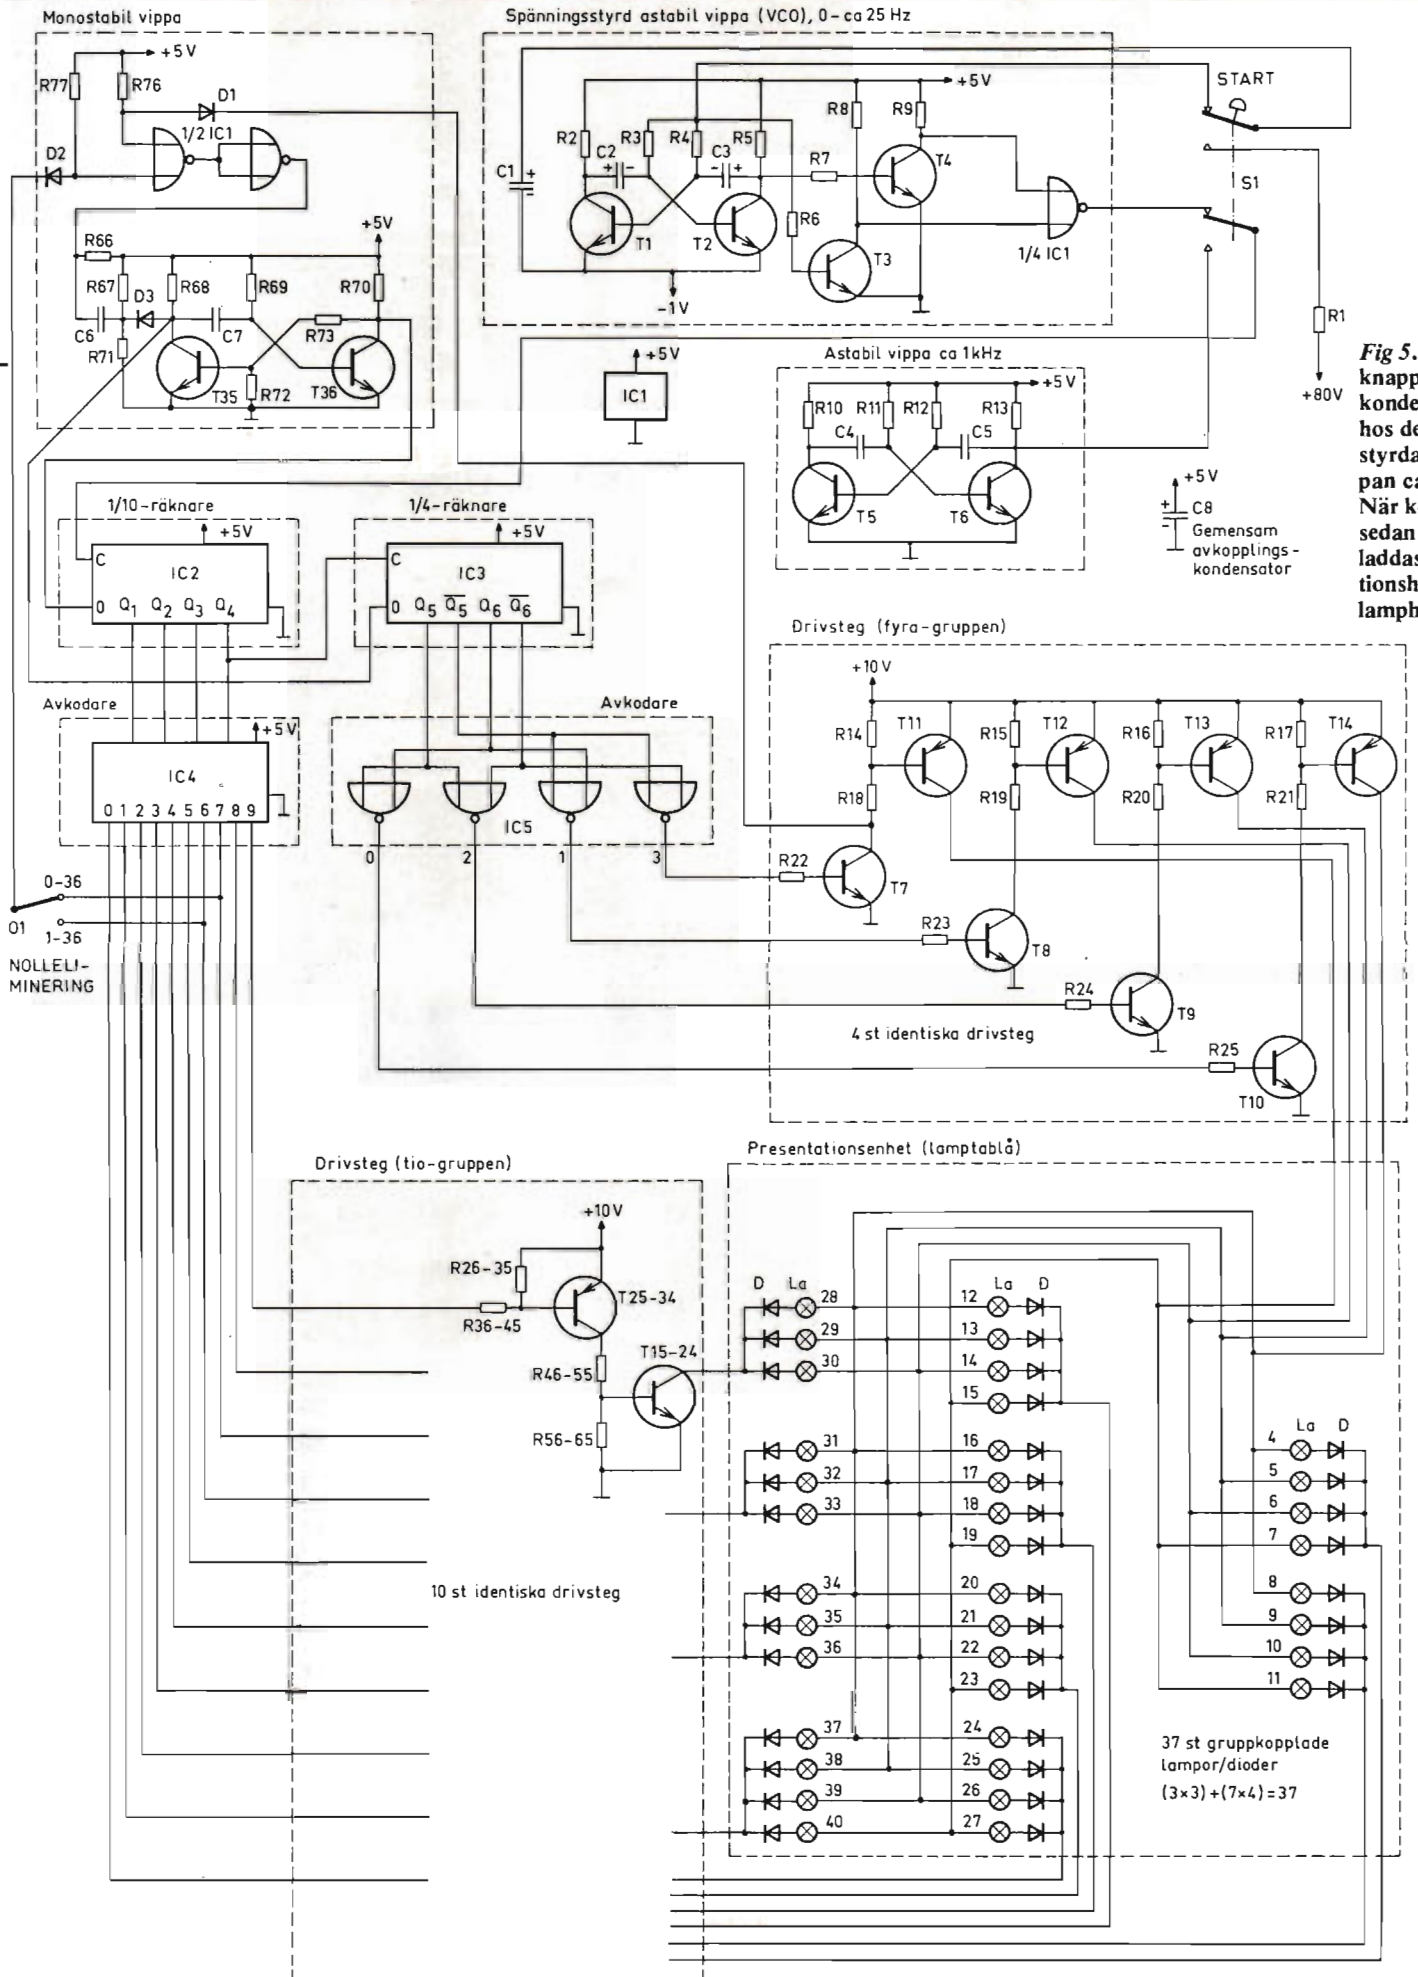 Monostabil vippa
+5V
R77
R76
D1
1/2 IC1
D2
+5V
R66
R67
D3
R68
R69
R70
C6
C7
R73
R71
T35
R72
T36
Spänningsstyrd astabil vippa (VCO), 0-ca 25 Hz
+5V
R2
R3
R4
R5
R8
R9
C1
+
-
C2
+
-
C3
-
+
R7
T4
R6
T1
T2
T3
1/4 IC1
-1V
START
S1
R1
+80V
+5V
IC1
Astabil vippa ca 1kHz
+5V
R10
R11
R12
R13
C4
C5
T5
T6
+5V
+
-
C8
Gemensam
avkopplings-
kondensator
Fig 5.
knapp
konde
hos de
styrda
pan ca
När k
sedan
laddas
tionsh
lamph
1/10-räknare
+5V
C
IC2
0 Q1 Q2 Q3 Q4
1/4-räknare
+5V
C
IC3
0 Q5 Q̅5̅ Q6 Q̅6̅
Avkodare
+5V
IC4
0 1 2 3 4 5 6 7 8 9
Avkodare
IC5
0
2
1
3
0-36
O1
1-36
NOLLELI-
MINERING
Drivsteg (fyra-gruppen)
+10V
R14
T11
R15
T12
R16
T13
R17
T14
R18
R19
R20
R21
R22
T7
R23
T8
R24
T9
4 st identiska drivsteg
R25
T10
Drivsteg (tio-gruppen)
+10V
R26-35
T25-34
R36-45
T15-24
R46-55
R56-65
10 st identiska drivsteg
Presentationsenhet (lamptablå)
D La
La D
28
12
29
13
30
14
15
La D
31
16
4
32
17
5
33
18
6
19
7
34
20
8
35
21
9
36
22
10
23
11
37
24
38
25
39
26
40
27
37 st gruppkopplade
lampor/dioder
(3×3)+(7×4)=37